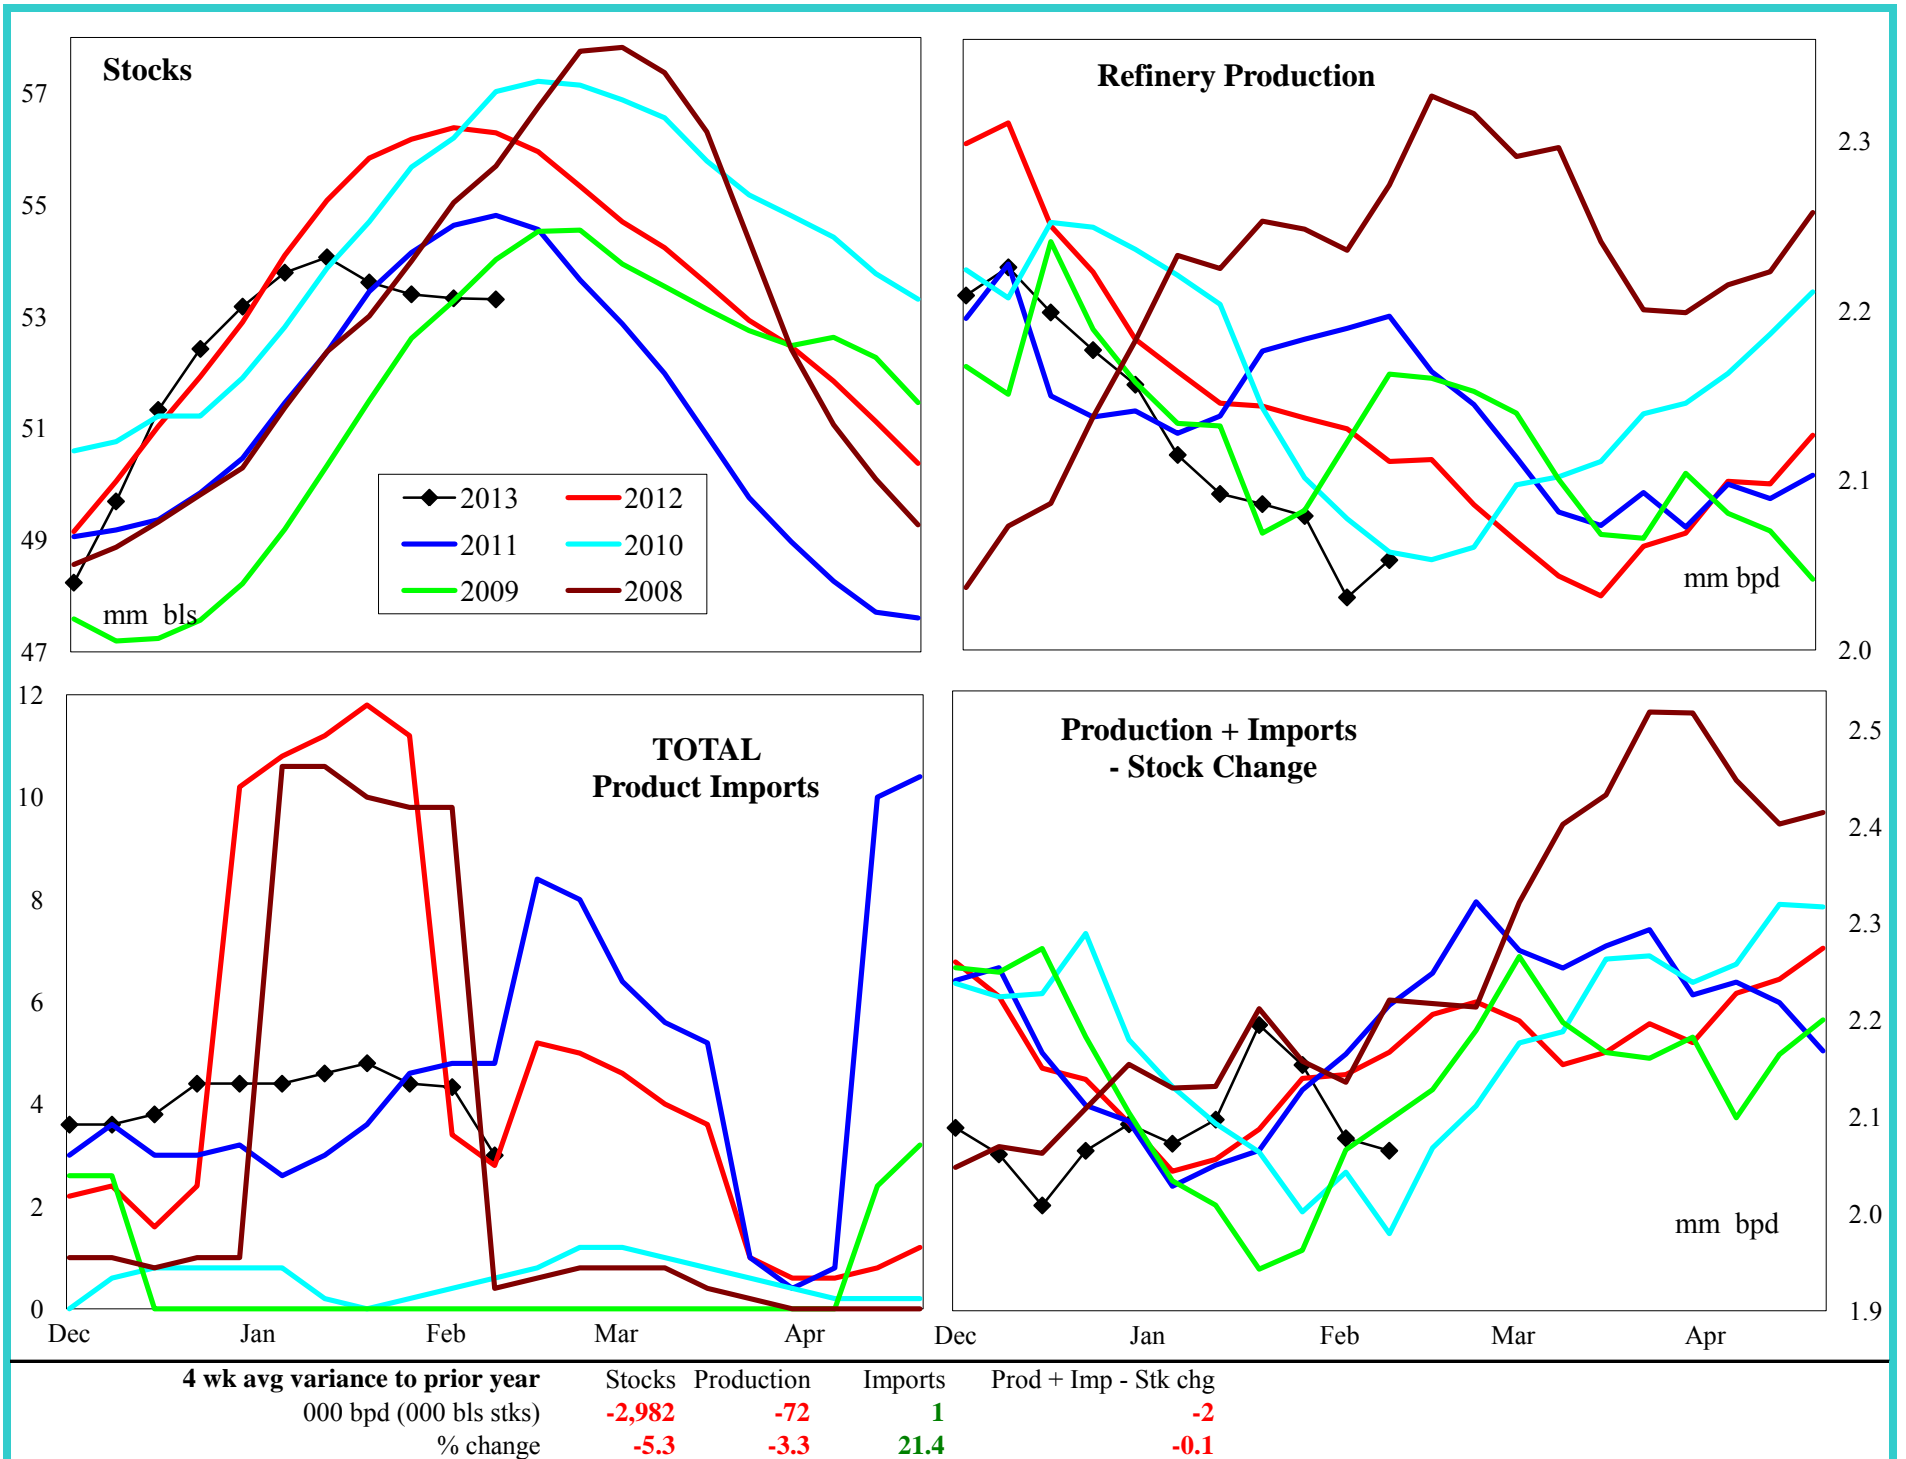 Stocks
57
55
53
51
49
47
mm bls
2013
2012
2011
2010
2009
2008
Refinery Production
2.3
2.2
2.1
2.0
mm bpd
TOTAL
Product Imports
12
10
8
6
4
2
0
Dec Jan Feb Mar Apr
Production + Imports
- Stock Change
2.5
2.4
2.3
2.2
2.1
2.0
1.9
mm bpd
Dec Jan Feb Mar Apr
4 wk avg variance to prior year Stocks Production Imports Prod + Imp - Stk chg
000 bpd (000 bls stks) -2,982 -72 1 -2
% change -5.3 -3.3 21.4 -0.1